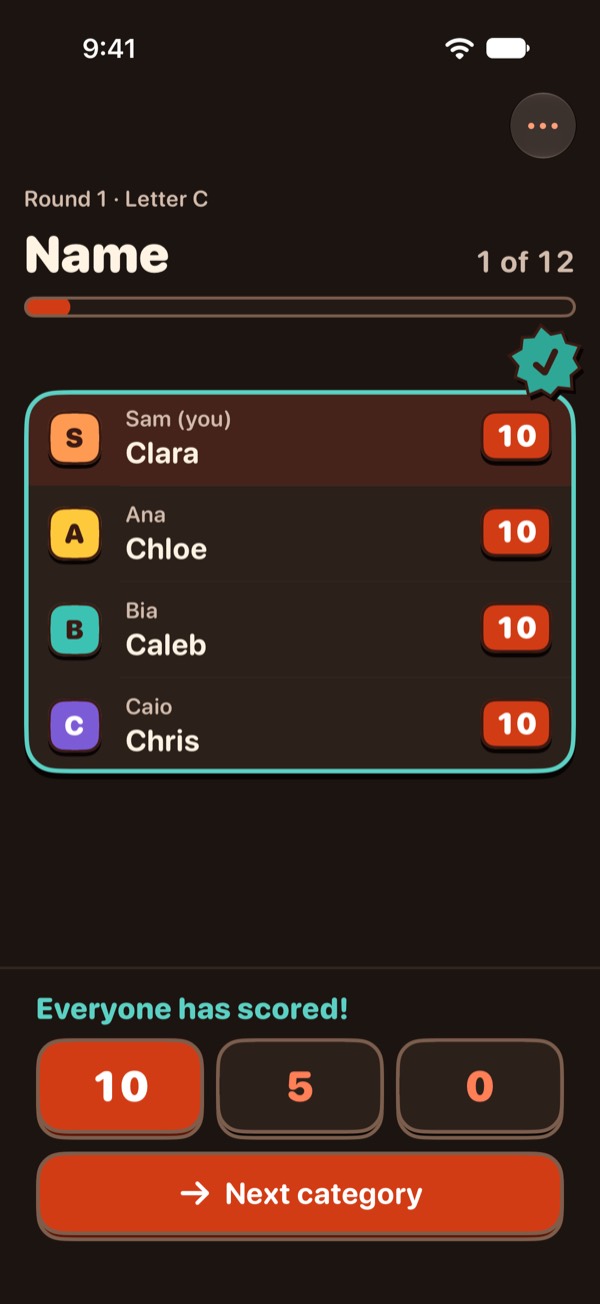 9:41
Round 1 · Letter C
Name
1 of 12
S
Sam (you)
Clara
10
A
Ana
Chloe
10
B
Bia
Caleb
10
C
Caio
Chris
10
Everyone has scored!
10
5
0
→ Next category